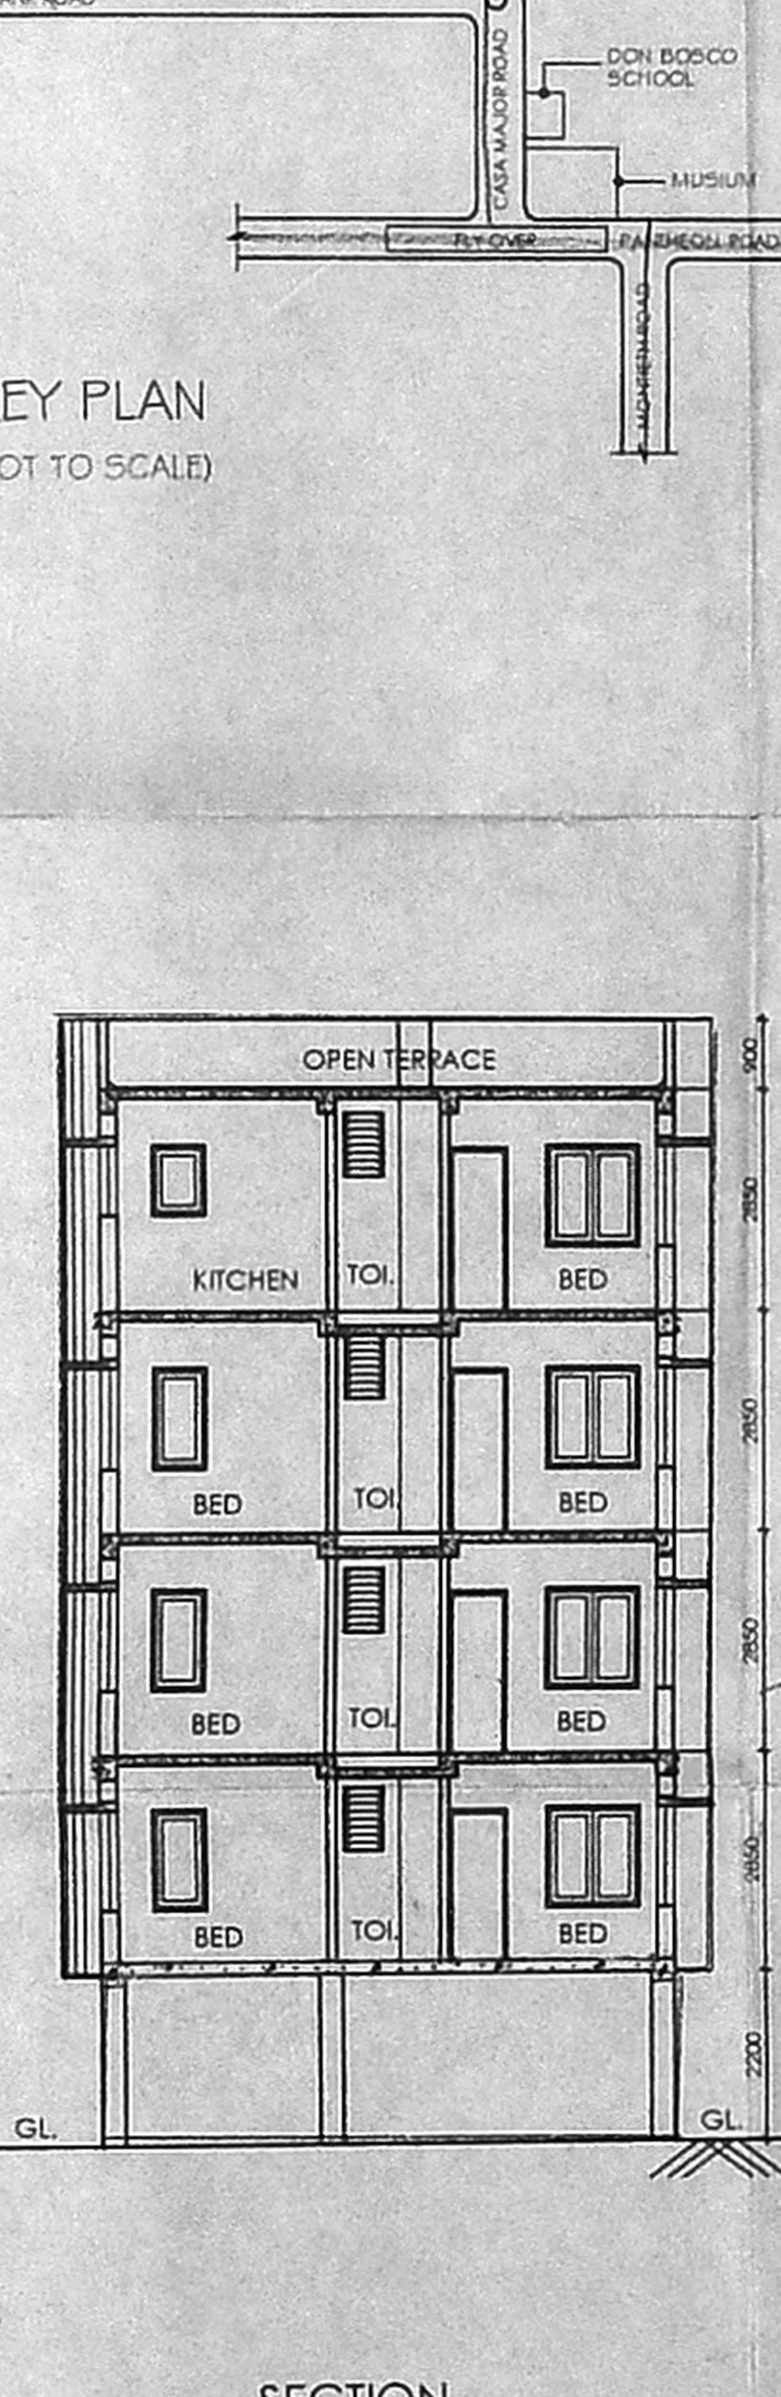 CASA MAJOR ROAD
DON BOSCO
SCHOOL
MUSIUM
FLY OVER
PANTHEON ROAD
MONTIETH ROAD
EY PLAN
OT TO SCALE)
OPEN TERRACE
900
KITCHEN
TOI.
BED
2850
BED
TOI.
BED
2850
BED
TOI.
BED
2850
BED
TOI.
BED
2850
2200
GL.
GL.
SECTION